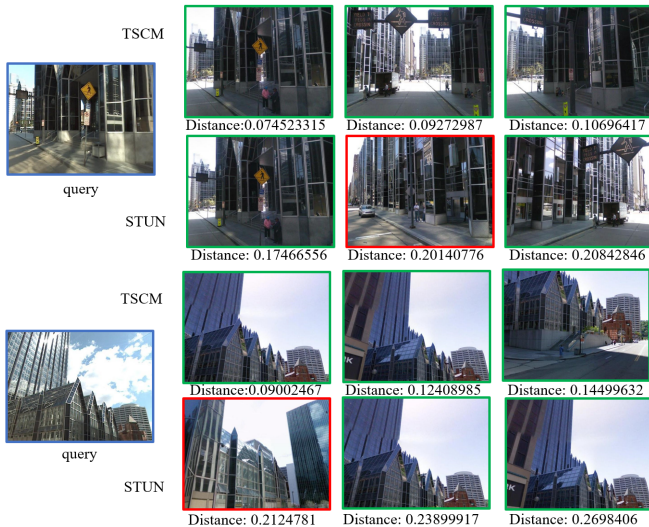 TSCM
Distance:0.074523315 Distance: 0.09272987 Distance: 0.10696417
query
STUN
Distance: 0.17466556 Distance: 0.20140776 Distance: 0.20842846
TSCM
Distance:0.09002467 Distance: 0.12408985 Distance: 0.14499632
query
STUN
Distance: 0.2124781 Distance: 0.23899917 Distance: 0.2698406